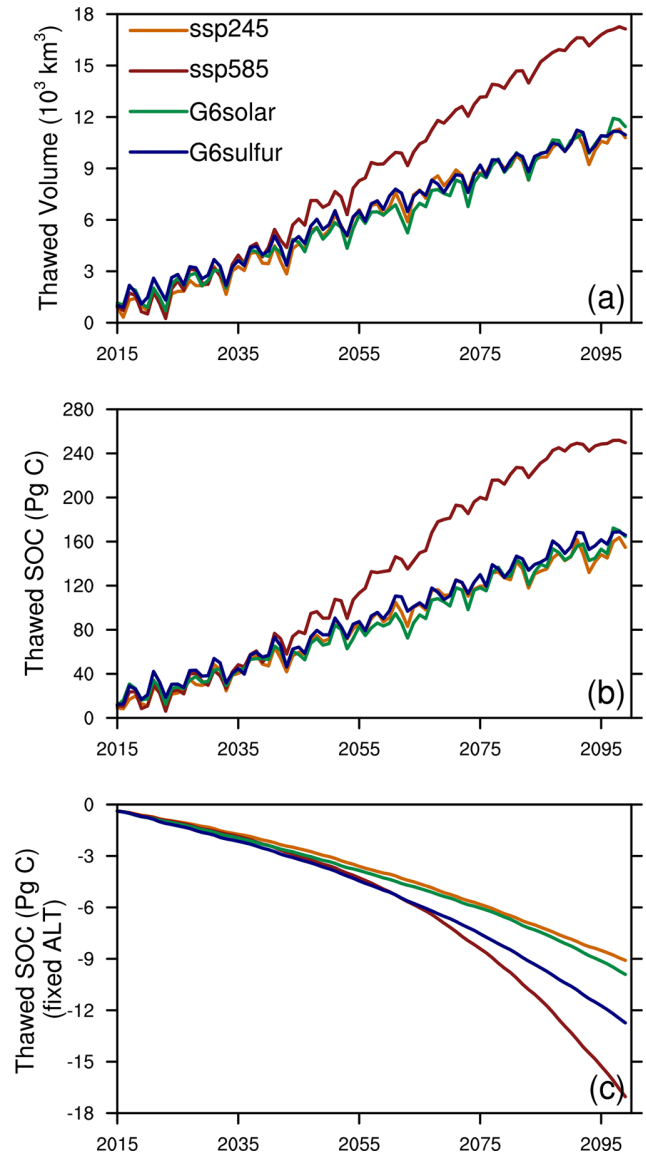 18
15
12
9
6
3
0
Thawed Volume (10³ km³)
ssp245
ssp585
G6solar
G6sulfur
(a)
2015 2035 2055 2075 2095
280
240
200
160
120
80
40
0
Thawed SOC (Pg C)
(b)
2015 2035 2055 2075 2095
0
-3
-6
-9
-12
-15
-18
Thawed SOC (Pg C)
(fixed ALT)
(c)
2015 2035 2055 2075 2095